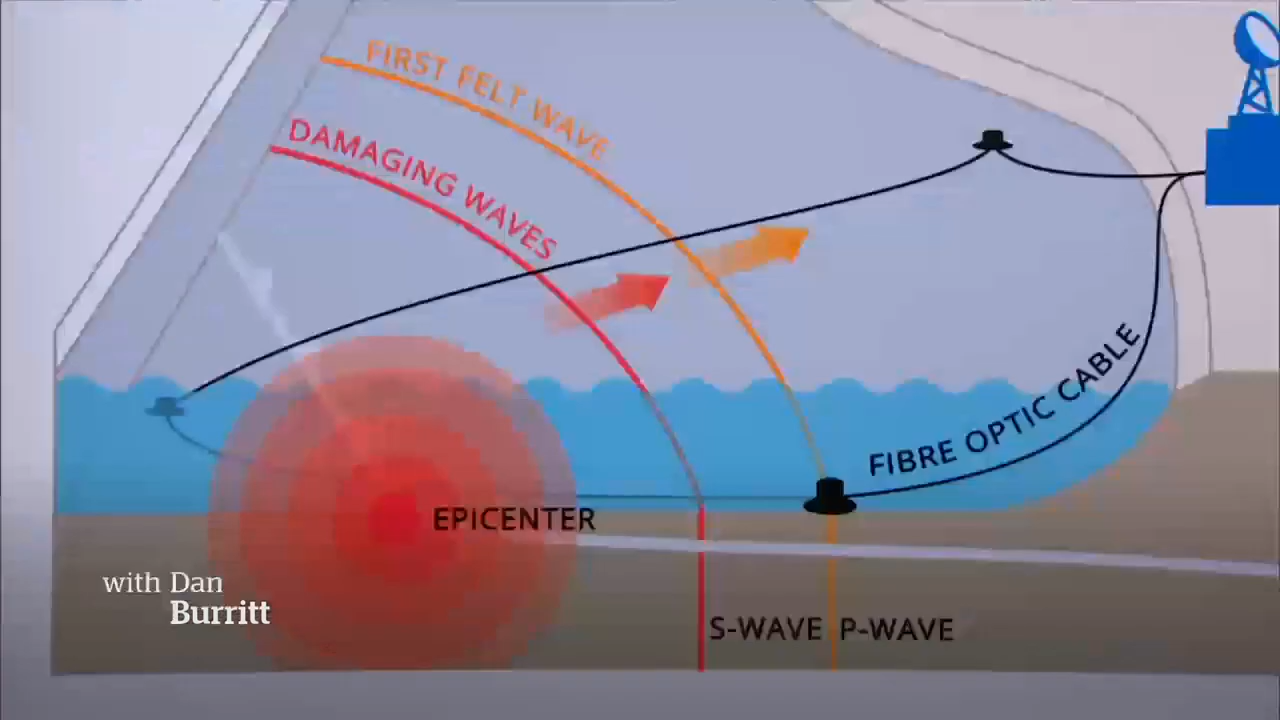 FIRST FELT WAVE
DAMAGING WAVES
FIBRE OPTIC CABLE
EPICENTER
with Dan
Burritt
S-WAVE
P-WAVE